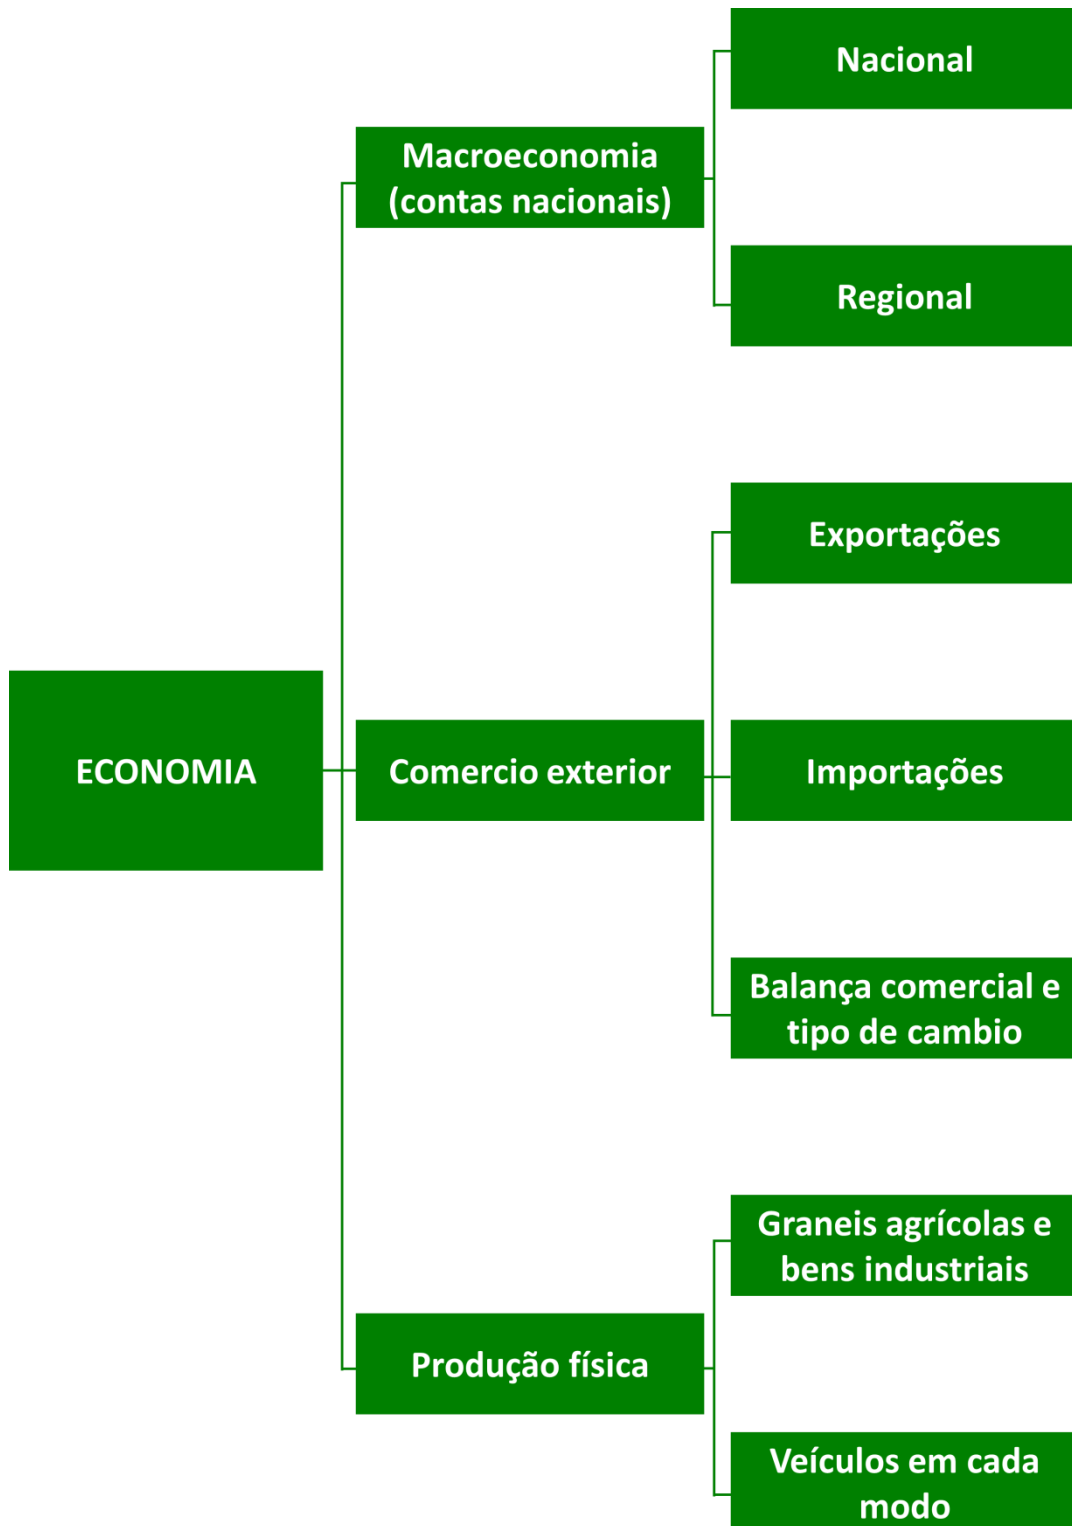 Nacional
Macroeconomia
(contas nacionais)
Regional
Exportações
ECONOMIA
Comercio exterior
Importações
Balança comercial e
tipo de cambio
Graneis agrícolas e
bens industriais
Produção física
Veículos em cada
modo